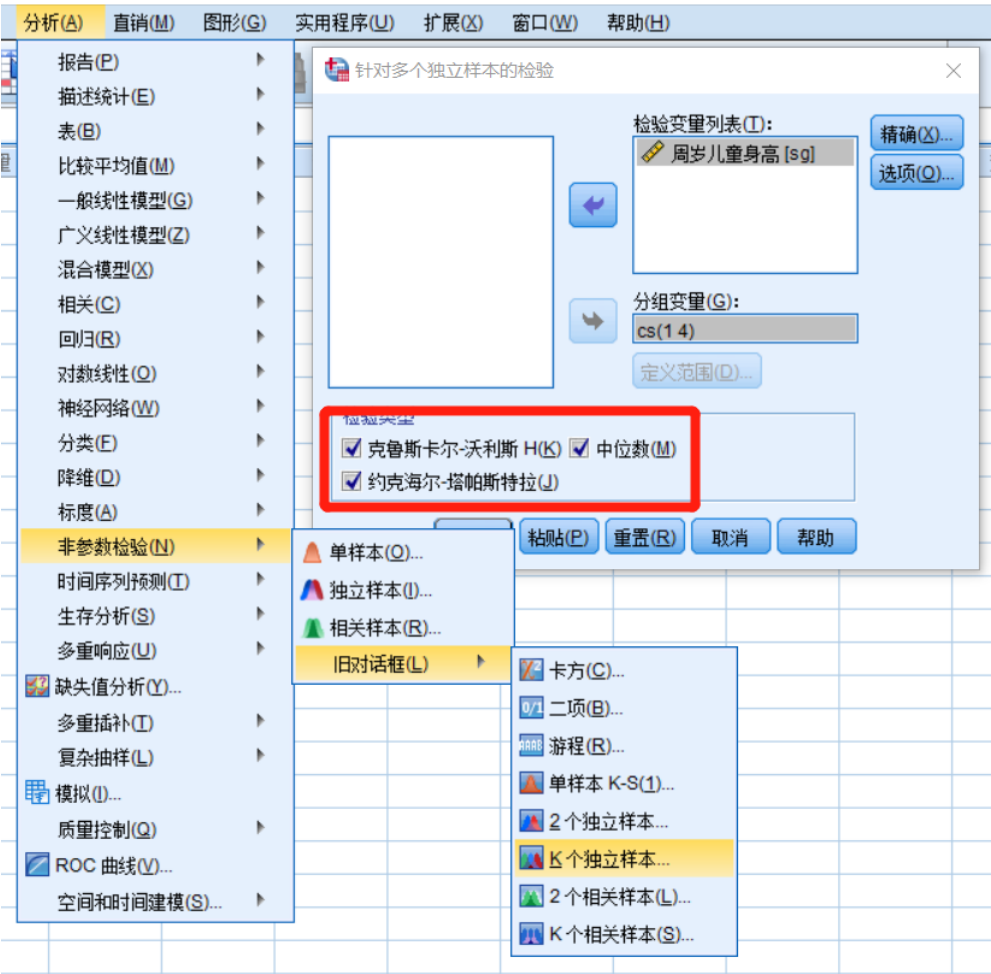 分析(A) 直销(M) 图形(G) 实用程序(U) 扩展(X) 窗口(W) 帮助(H)
报告(P)
描述统计(E)
表(B)
比较平均值(M)
一般线性模型(G)
广义线性模型(Z)
混合模型(X)
相关(C)
回归(R)
对数线性(O)
神经网络(W)
分类(F)
降维(D)
标度(A)
非参数检验(N)
时间序列预测(T)
生存分析(S)
多重响应(U)
缺失值分析(Y)...
多重插补(T)
复杂抽样(L)
模拟(I)...
质量控制(Q)
ROC 曲线(V)...
空间和时间建模(S)...
针对多个独立样本的检验
检验变量列表(T):
周岁儿童身高 [sg]
精确(X)...
选项(O)...
分组变量(G):
cs(1 4)
定义范围(D)...
检验类型
克鲁斯卡尔-沃利斯 H(K) 中位数(M)
约克海尔-塔帕斯特拉(J)
粘贴(P) 重置(R) 取消 帮助
单样本(O)...
独立样本(I)...
相关样本(R)...
旧对话框(L)
卡方(C)...
0/1 二项(B)...
游程(R)...
单样本 K-S(1)...
2 个独立样本...
K 个独立样本...
2 个相关样本(L)...
K 个相关样本(S)...